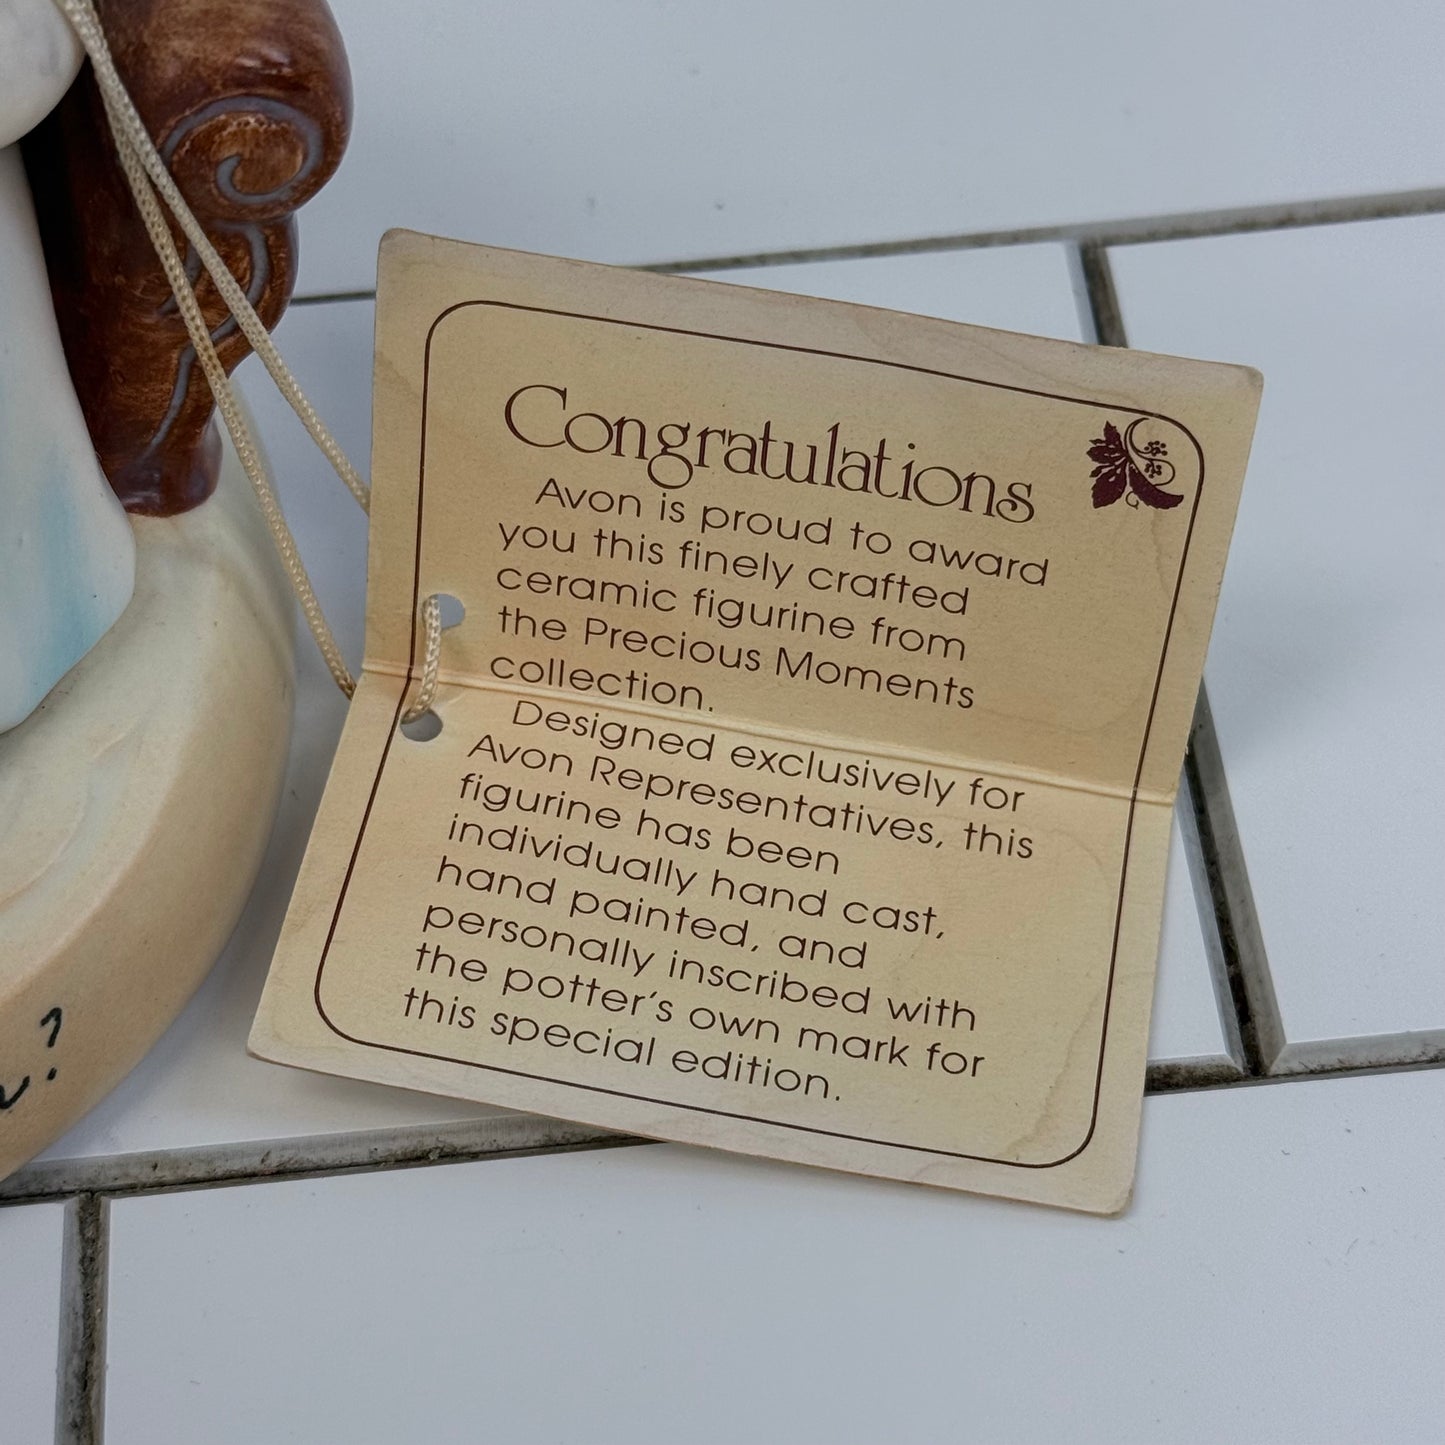 Congratulations
Avon is proud to award
you this finely crafted
ceramic figurine from
the Precious Moments
collection.
Designed exclusively for
Avon Representatives, this
figurine has been
individually hand cast,
hand painted, and
personally inscribed with
the potter's own mark for
this special edition.